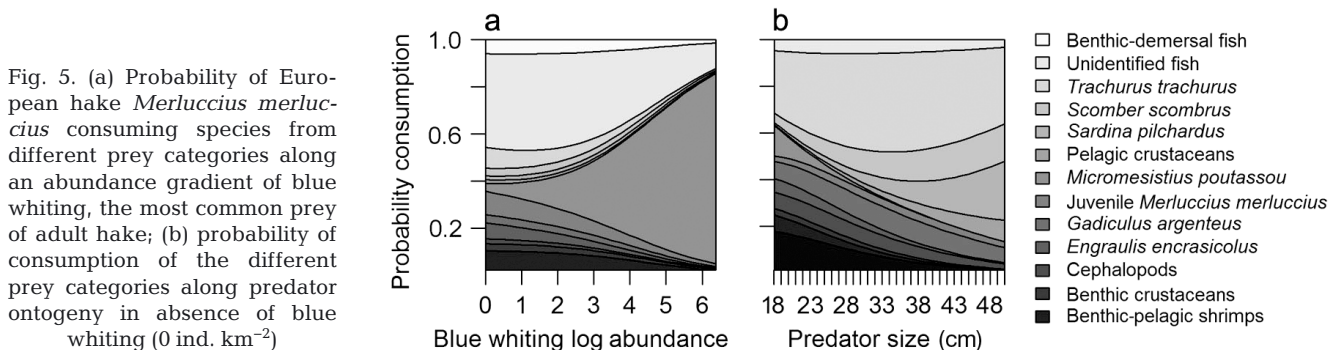 Fig. 5. (a) Probability of Euro-
pean hake Merluccius merluc-
cius consuming species from
different prey categories along
an abundance gradient of blue
whiting, the most common prey
of adult hake; (b) probability of
consumption of the different
prey categories along predator
ontogeny in absence of blue
whiting (0 ind. km⁻²)
a
Probability consumption
1.0
0.6
0.2
0 1 2 3 4 5 6
Blue whiting log abundance
b
18 23 28 33 38 43 48
Predator size (cm)
Benthic-demersal fish
Unidentified fish
Trachurus trachurus
Scomber scombrus
Sardina pilchardus
Pelagic crustaceans
Micromesistius poutassou
Juvenile Merluccius merluccius
Gadiculus argenteus
Engraulis encrasicolus
Cephalopods
Benthic crustaceans
Benthic-pelagic shrimps